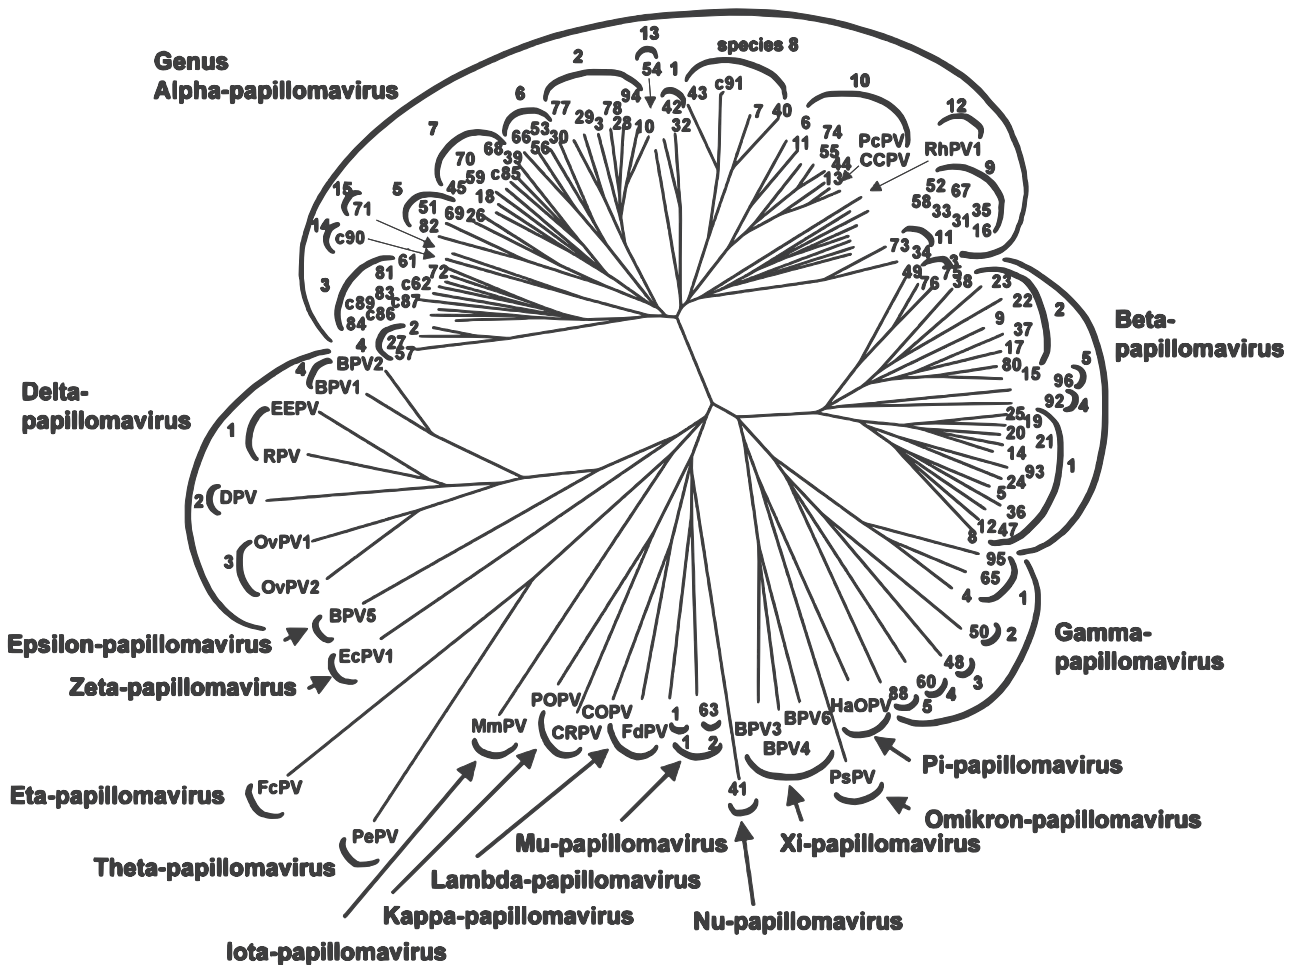 Genus
Alpha-papillomavirus
13
54
2
1
species 8
43
c91
42
32
7
40
10
6
11
74
55
44
13
PcPV
CCPV
12
RhPV1
9
52
67
58
33
31
35
16
11
73
34
6
77
94
78
29
3
28
10
7
66
53
30
56
68
39
70
59
c85
45
18
5
51
69
26
82
15
71
14
c90
3
61
81
72
c62
83
c89
c87
c86
84
4
2
27
57
Beta-
papillomavirus
3
49
75
76
38
23
22
2
9
37
17
80
15
5
96
92
4
25
19
20
21
14
1
93
24
5
36
12
47
8
Delta-
papillomavirus
4
BPV2
BPV1
1
EEPV
RPV
2
DPV
3
OvPV1
OvPV2
Gamma-
papillomavirus
95
65
4
1
50
2
48
3
60
4
88
5
BPV5
Epsilon-papillomavirus
EcPV1
Zeta-papillomavirus
FcPV
Eta-papillomavirus
PePV
Theta-papillomavirus
MmPV
Iota-papillomavirus
POPV
CRPV
Kappa-papillomavirus
COPV
FdPV
Lambda-papillomavirus
1
63
1
2
Mu-papillomavirus
41
Nu-papillomavirus
BPV3
BPV6
BPV4
Xi-papillomavirus
PsPV
Omikron-papillomavirus
HaOPV
Pi-papillomavirus